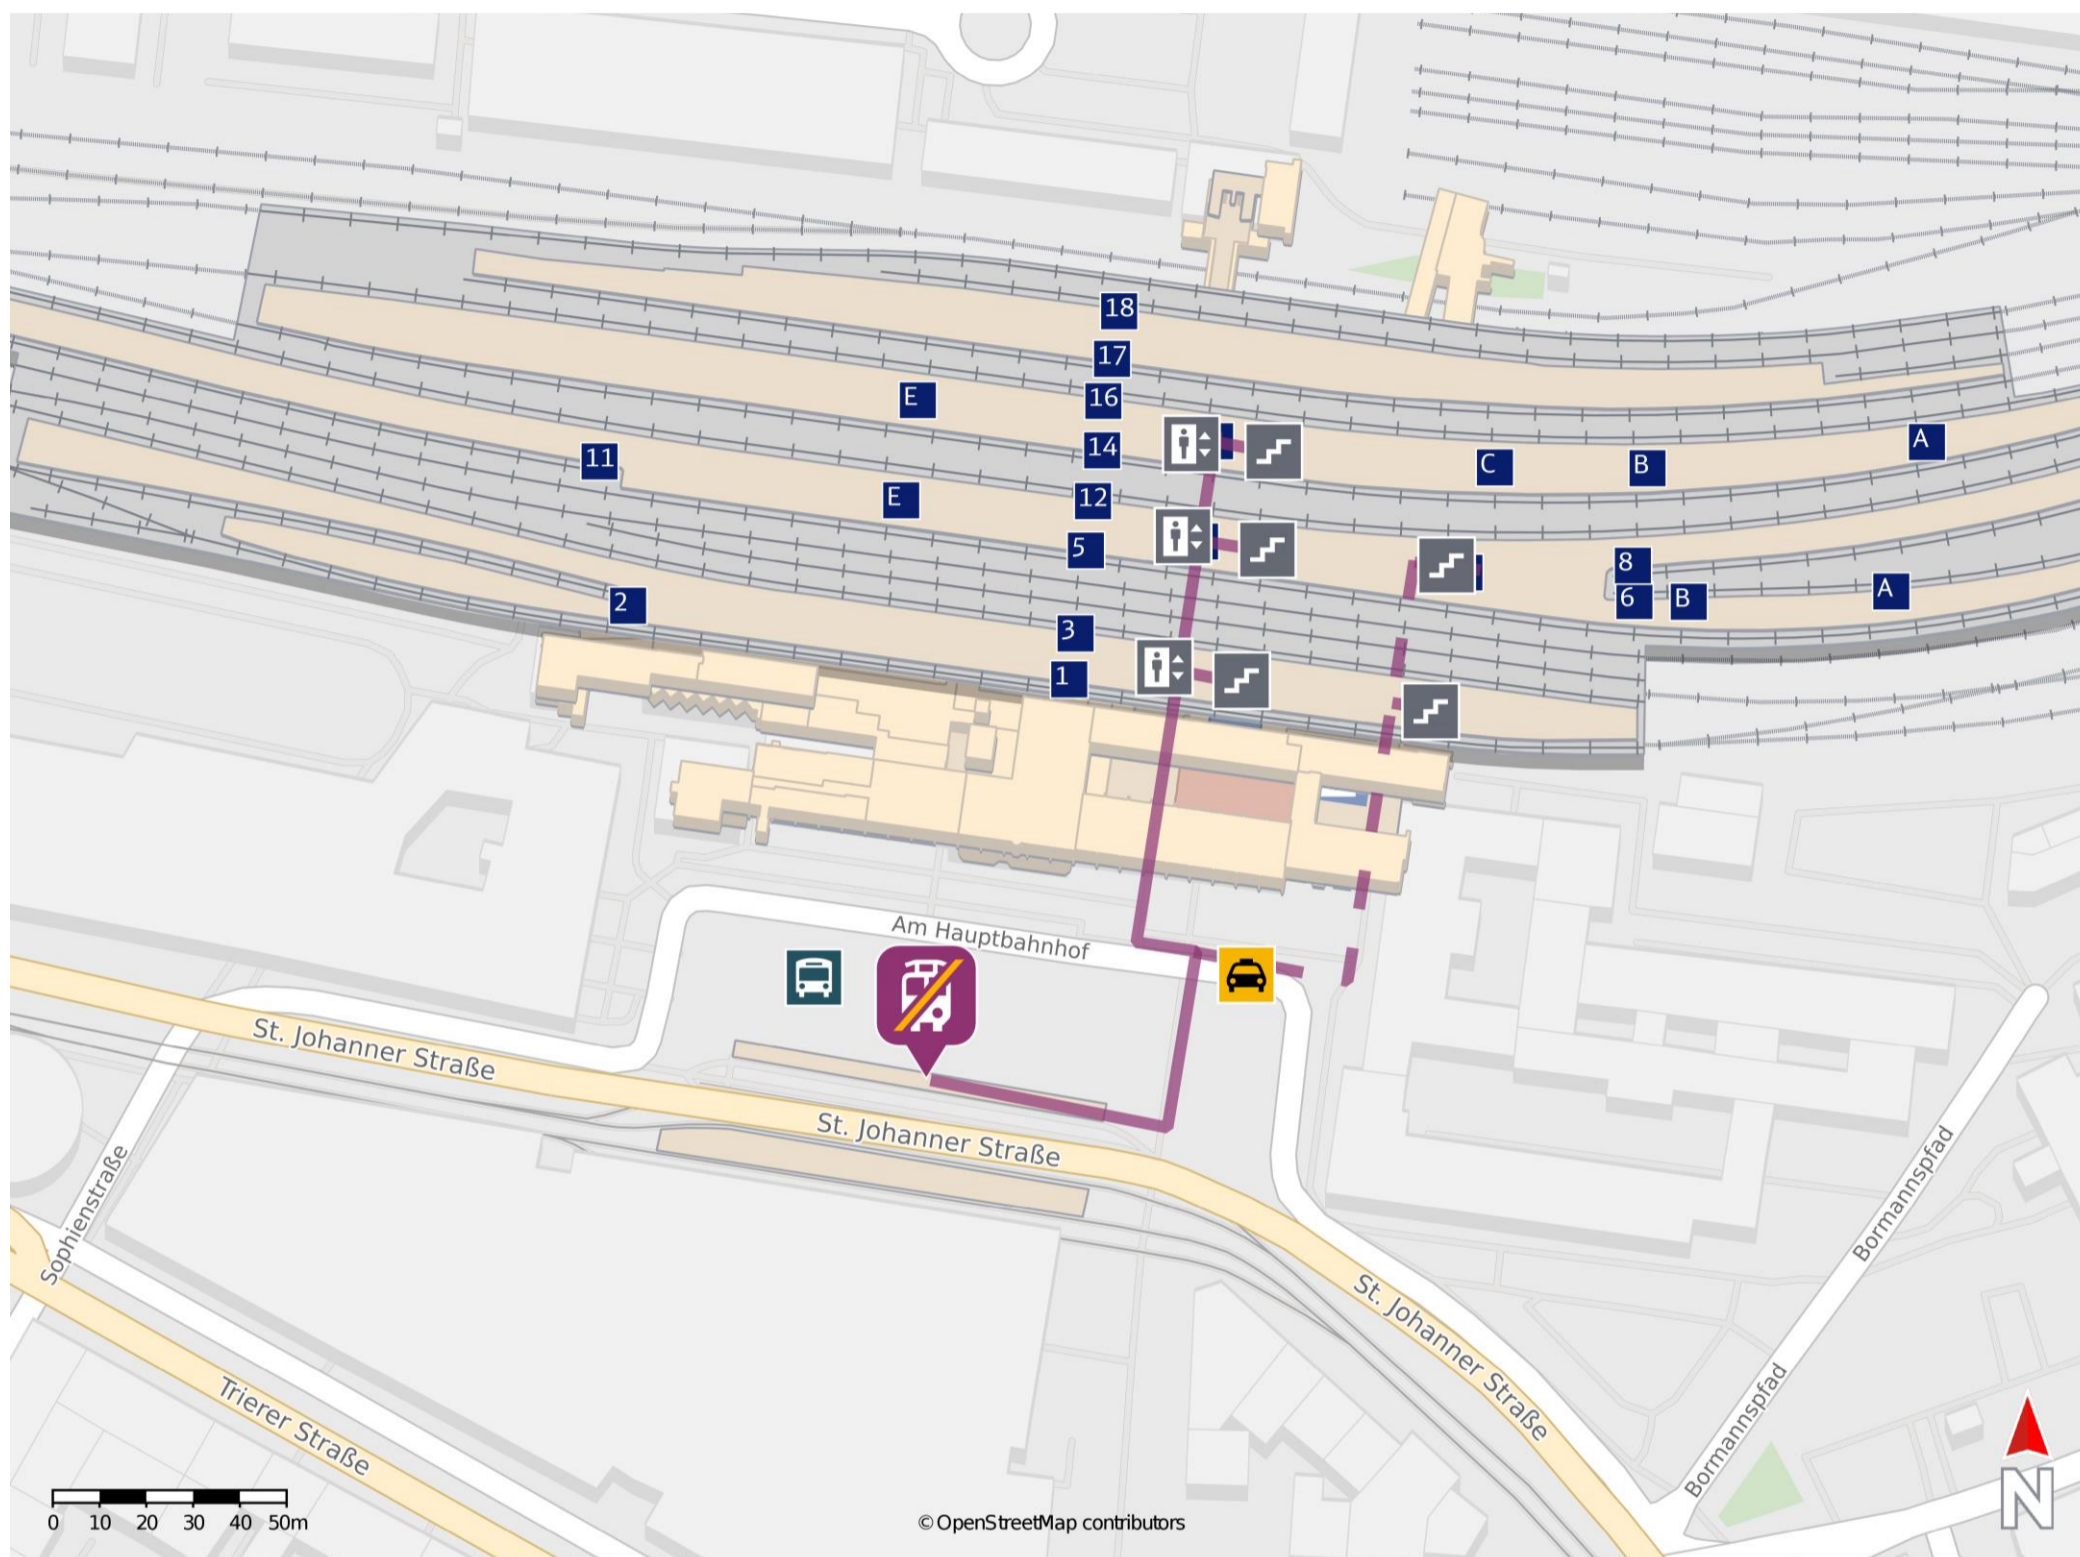 18
17
E
16
A
14
C
B
11
E
12
5
8
A
6
B
2
3
1
Am Hauptbahnhof
St. Johanner Straße
St. Johanner Straße
Sophienstraße
Bormannspfad
St. Johanner Straße
Bormannspfad
Trierer Straße
N
0 10 20 30 40 50m
© OpenStreetMap contributors